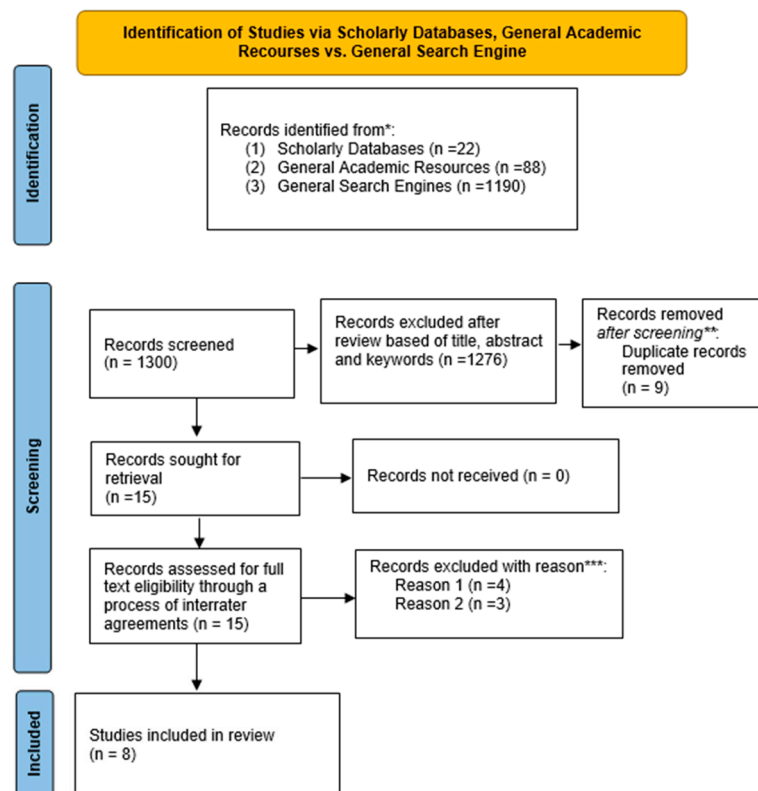 Identification of Studies via Scholarly Databases, General Academic
Recourses vs. General Search Engine
Identification
Records identified from*:
(1) Scholarly Databases (n =22)
(2) General Academic Resources (n =88)
(3) General Search Engines (n =1190)
Screening
Records screened
(n = 1300)
Records excluded after
review based of title, abstract
and keywords (n =1276)
Records removed
after screening**:
Duplicate records
removed
(n = 9)
Records sought for
retrieval
(n =15)
Records not received (n = 0)
Records assessed for full
text eligibility through a
process of interrater
agreements (n = 15)
Records excluded with reason***:
Reason 1 (n =4)
Reason 2 (n =3)
Included
Studies included in review
(n = 8)